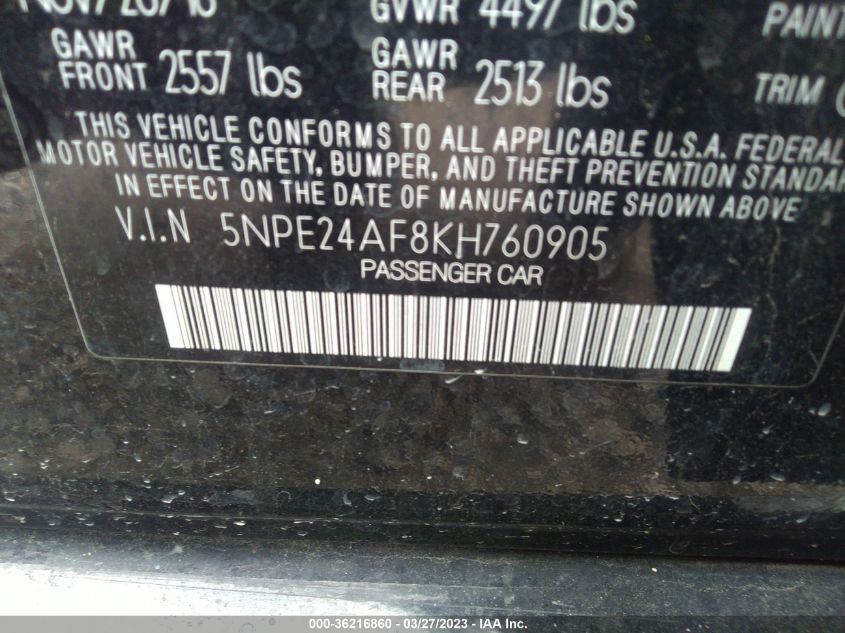 GVWR 4497 lbs PAINT
GAWR FRONT 2557 lbs GAWR REAR 2513 lbs TRIM
THIS VEHICLE CONFORMS TO ALL APPLICABLE U.S.A. FEDERAL
MOTOR VEHICLE SAFETY, BUMPER, AND THEFT PREVENTION STANDAR
IN EFFECT ON THE DATE OF MANUFACTURE SHOWN ABOVE
V.I.N 5NPE24AF8KH760905
PASSENGER CAR
000-36216860 - 03/27/2023 - IAA Inc.